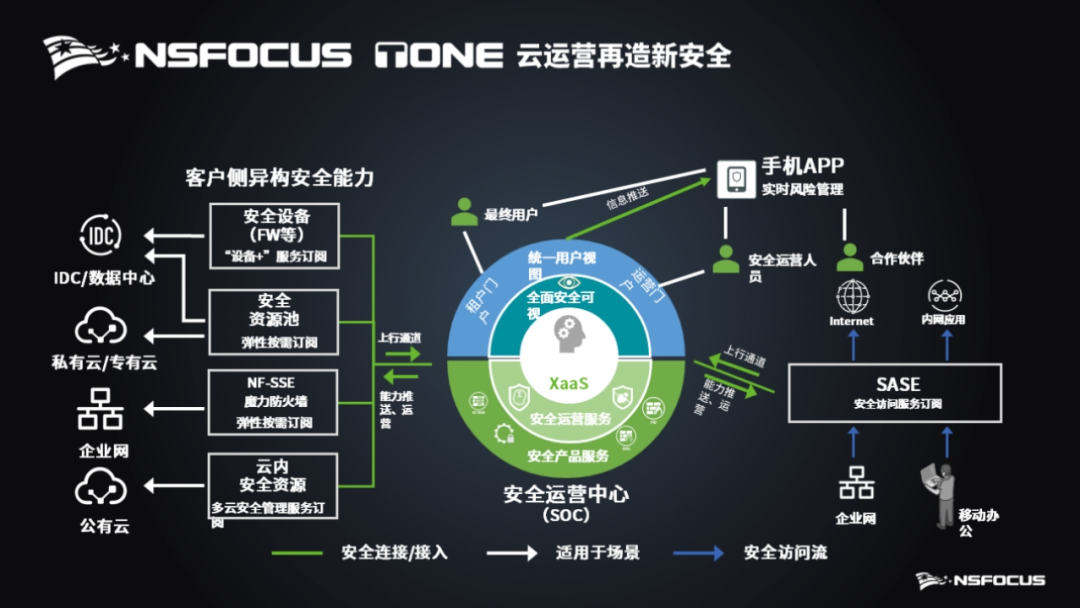 NSFOCUS TONE 云运营再造新安全
客户侧异构安全能力
IDC
IDC/数据中心
私有云/专有云
企业网
公有云
安全设备
（FW等）
“设备+”服务订阅
安全
资源池
弹性按需订阅
NF-SSE
魔力防火墙
弹性按需订阅
云内
安全资源
多云安全管理服务订
阅
上行通道
能力推
送、运
营
最终用户
信息推送
手机APP
实时风险管理
安全运营人
员
合作伙伴
统一用户视
图
租户门
户
运营门
户
全面安全可
视
XaaS
安全运营服务
安全产品服务
安全运营中心
（SOC）
上行通道
能力推
送、运
营
Internet
内网应用
SASE
安全访问服务订阅
企业网
移动办
公
安全连接/接入
适用于场景
安全访问流
NSFOCUS